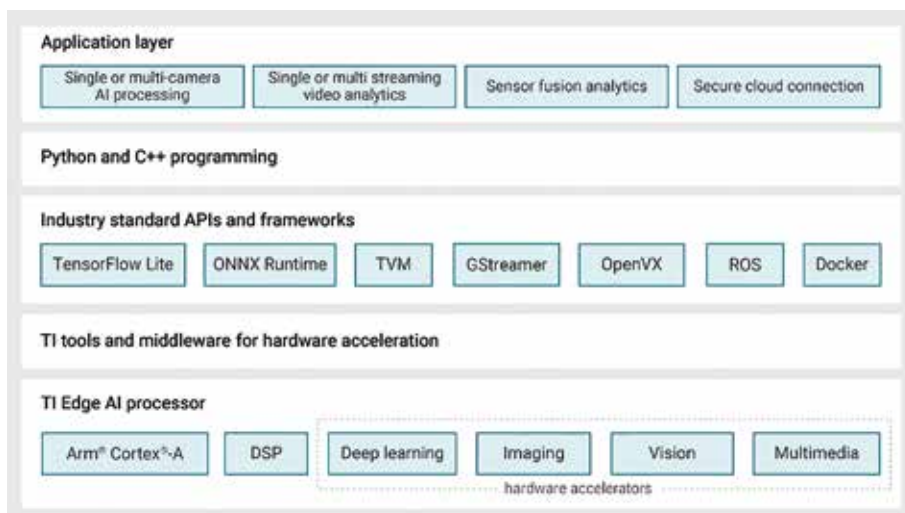 Application layer
Single or multi-camera
AI processing
Single or multi streaming
video analytics
Sensor fusion analytics
Secure cloud connection
Python and C++ programming
Industry standard APIs and frameworks
TensorFlow Lite
ONNX Runtime
TVM
GStreamer
OpenVX
ROS
Docker
TI tools and middleware for hardware acceleration
TI Edge AI processor
Arm® Cortex®-A
DSP
Deep learning
Imaging
Vision
Multimedia
hardware accelerators